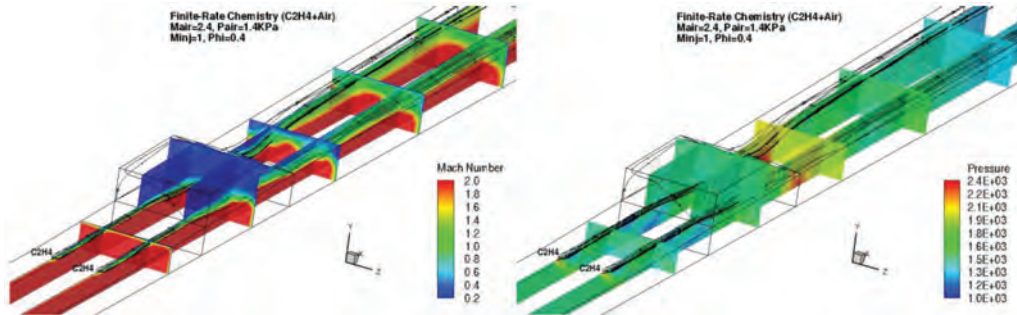 Finite-Rate Chemistry (C2H4+Air)
Mair=2.4, Pair=1.4KPa
Minj=1, Phi=0.4
Mach Number
2.0
1.8
1.6
1.4
1.2
1.0
0.8
0.6
0.4
0.2
C2H4
C2H4
Y
Z
Finite-Rate Chemistry (C2H4+Air)
Mair=2.4, Pair=1.4KPa
Minj=1, Phi=0.4
Pressure
2.4E+03
2.2E+03
2.1E+03
1.9E+03
1.8E+03
1.6E+03
1.5E+03
1.3E+03
1.2E+03
1.0E+03
C2H4
C2H4
Y
Z